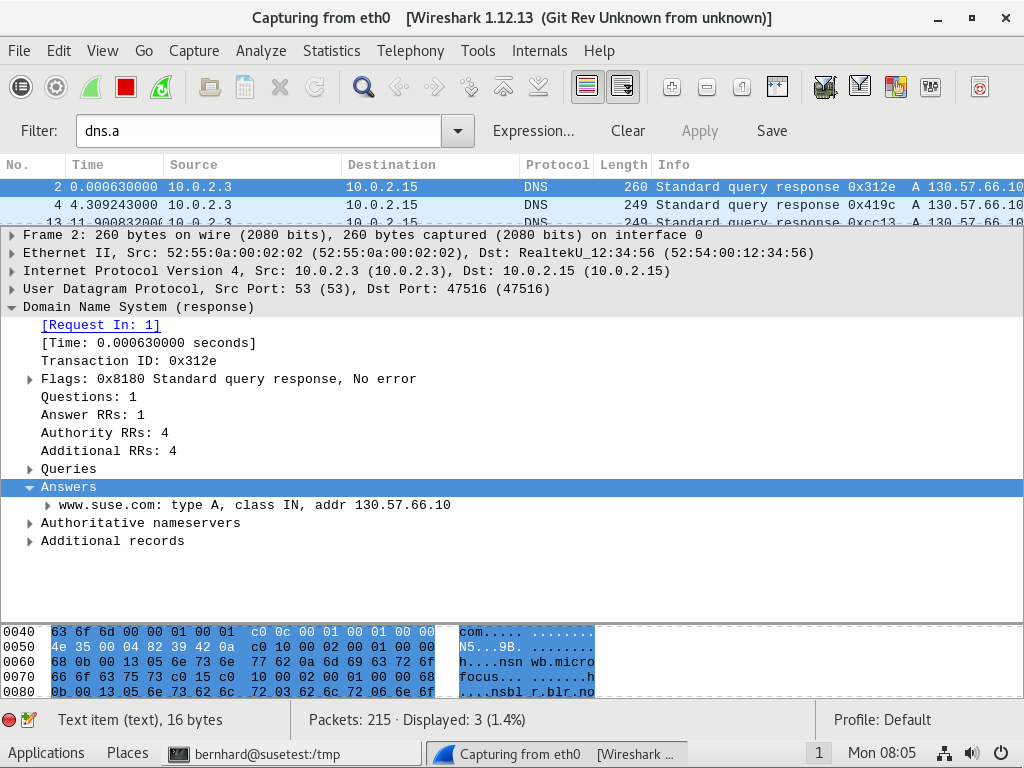 Capturing from eth0 [Wireshark 1.12.13 (Git Rev Unknown from unknown)]
File Edit View Go Capture Analyze Statistics Telephony Tools Internals Help
Filter: dns.a Expression... Clear Apply Save
No. Time Source Destination Protocol Length Info
2 0.000630000 10.0.2.3 10.0.2.15 DNS 260 Standard query response 0x312e A 130.57.66.10
4 4.309243000 10.0.2.3 10.0.2.15 DNS 249 Standard query response 0x419c A 130.57.66.10
13 11.900832000 10.0.2.3 10.0.2.15 DNS 249 Standard query response 0xcc13 A 130.57.66.10
Frame 2: 260 bytes on wire (2080 bits), 260 bytes captured (2080 bits) on interface 0
Ethernet II, Src: 52:55:0a:00:02:02 (52:55:0a:00:02:02), Dst: RealtekU_12:34:56 (52:54:00:12:34:56)
Internet Protocol Version 4, Src: 10.0.2.3 (10.0.2.3), Dst: 10.0.2.15 (10.0.2.15)
User Datagram Protocol, Src Port: 53 (53), Dst Port: 47516 (47516)
Domain Name System (response)
[Request In: 1]
[Time: 0.000630000 seconds]
Transaction ID: 0x312e
Flags: 0x8180 Standard query response, No error
Questions: 1
Answer RRs: 1
Authority RRs: 4
Additional RRs: 4
Queries
Answers
www.suse.com: type A, class IN, addr 130.57.66.10
Authoritative nameservers
Additional records
0040 63 6f 6d 00 00 01 00 01 c0 0c 00 01 00 01 00 00 com..... ........
0050 4e 35 00 04 82 39 42 0a c0 10 00 02 00 01 00 00 N5...9B. ........
0060 68 0b 00 13 05 6e 73 6e 77 62 0a 6d 69 63 72 6f h....nsn wb.micro
0070 66 6f 63 75 73 c0 15 c0 10 00 02 00 01 00 00 68 focus... .......h
0080 0b 00 13 05 6e 73 62 6c 72 03 62 6c 72 06 6e 6f ....nsbl r.blr.no
Text item (text), 16 bytes Packets: 215 · Displayed: 3 (1.4%) Profile: Default
Applications Places bernhard@susetest:/tmp Capturing from eth0 [Wireshark ... 1 Mon 08:05